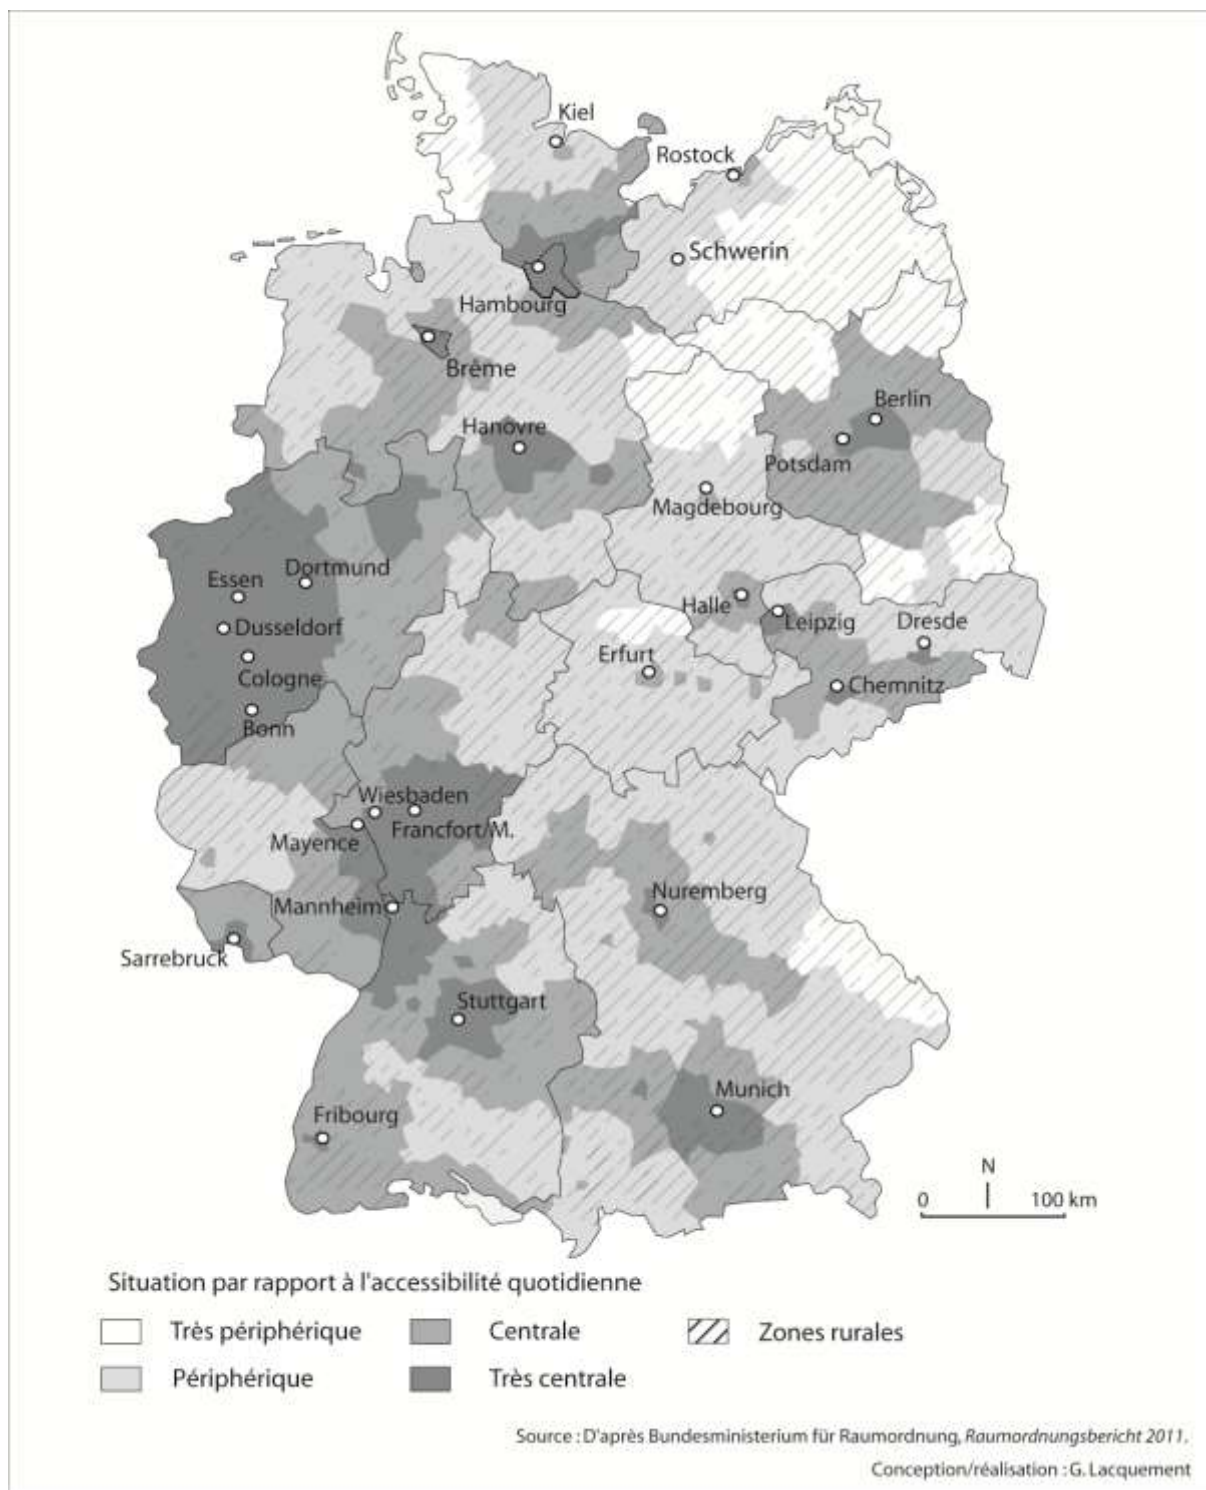 Kiel
Rostock
Schwerin
Hambourg
Brême
Berlin
Hanovre
Potsdam
Magdebourg
Dortmund
Essen
Halle
Leipzig
Dresde
Dusseldorf
Erfurt
Cologne
Chemnitz
Bonn
Wiesbaden
Francfort/M.
Mayence
Nuremberg
Mannheim
Sarrebruck
Stuttgart
Munich
Fribourg
N
0 100 km
Situation par rapport à l'accessibilité quotidienne
Très périphérique Centrale Zones rurales
Périphérique Très centrale
Source : D'après Bundesministerium für Raumordnung, Raumordnungsbericht 2011.
Conception/réalisation : G. Lacquement